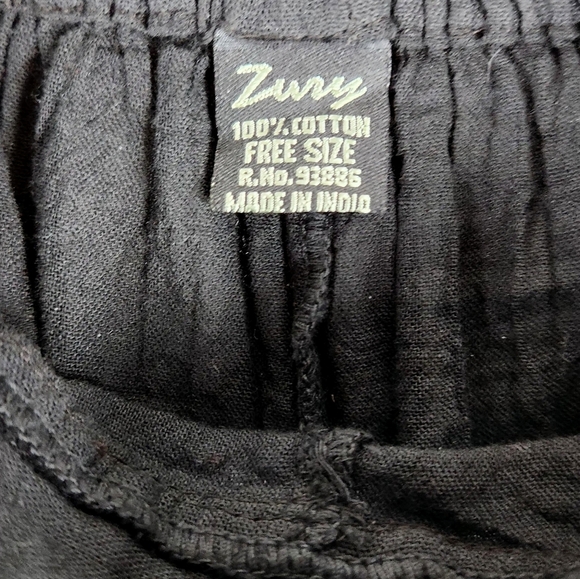 Zury
100% COTTON
FREE SIZE
R.No. 93886
MADE IN INDIA